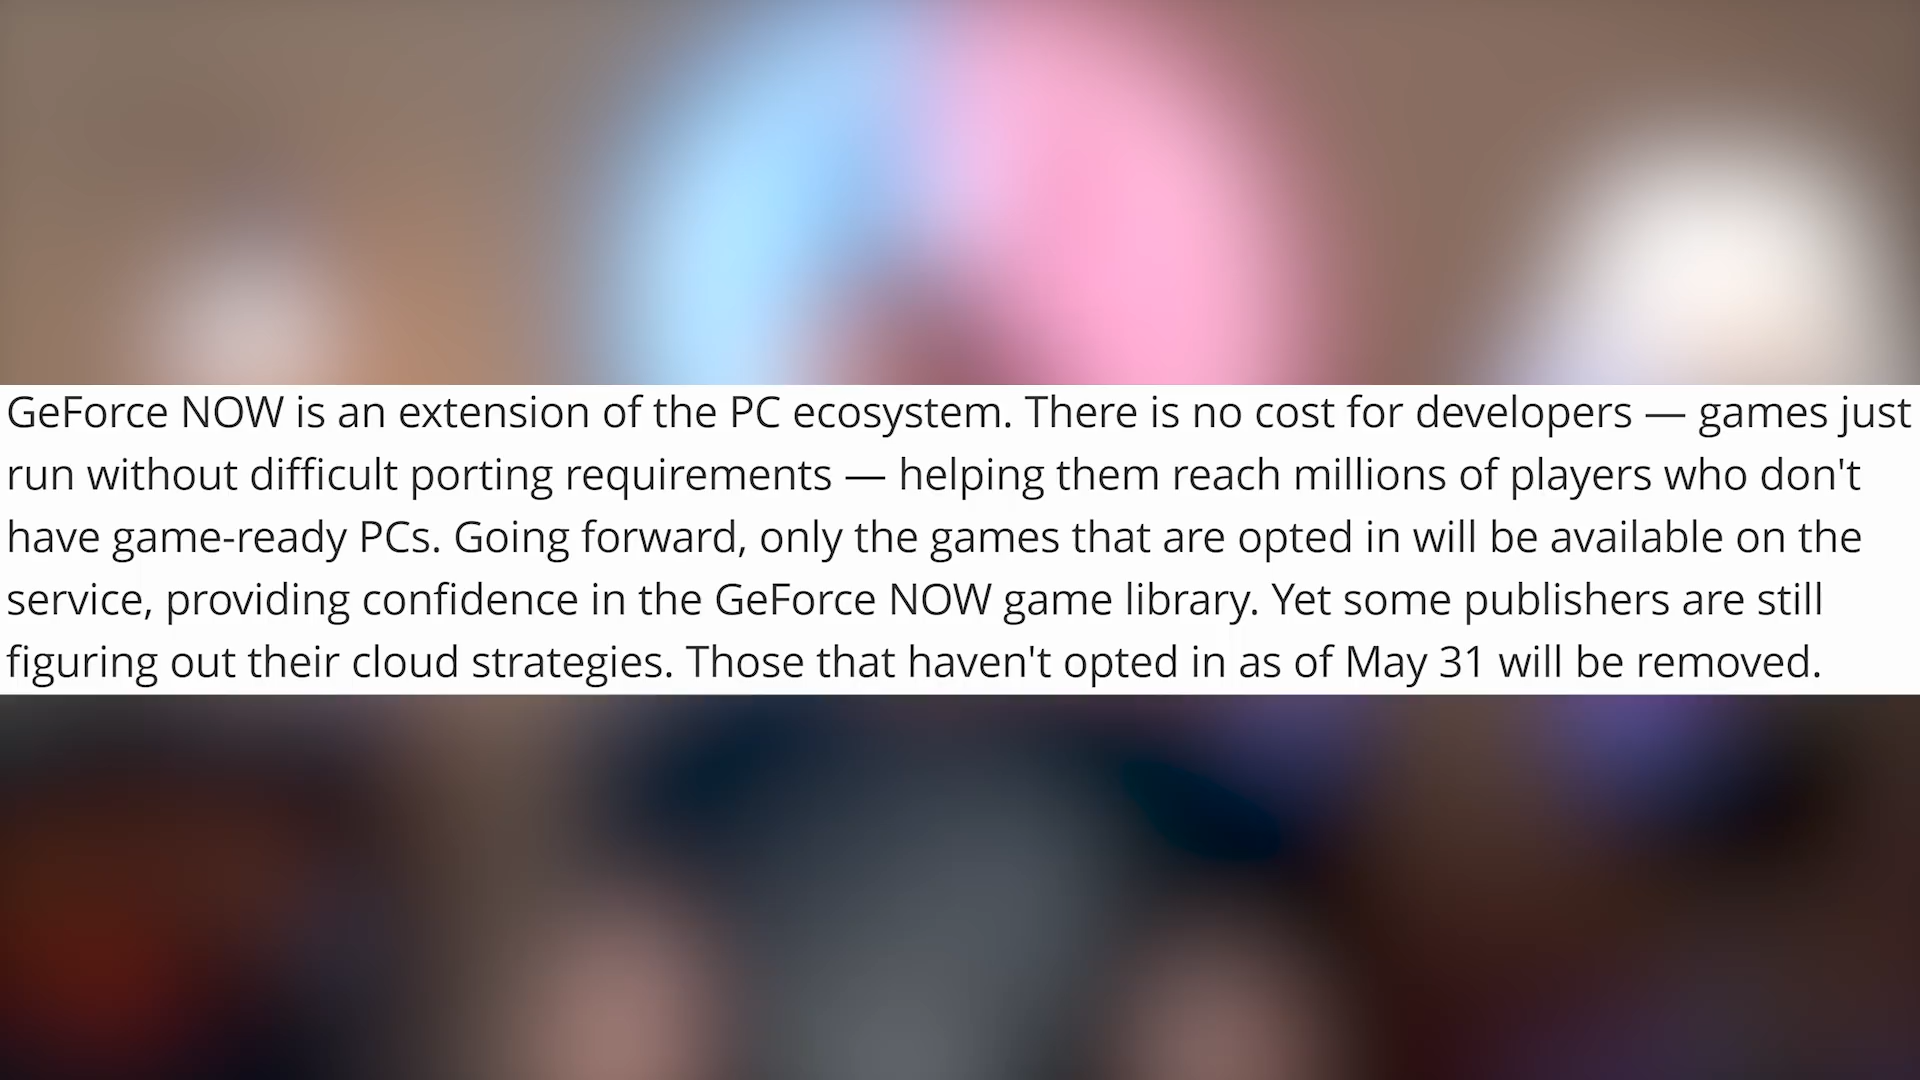 GeForce NOW is an extension of the PC ecosystem. There is no cost for developers — games just
run without difficult porting requirements — helping them reach millions of players who don't
have game-ready PCs. Going forward, only the games that are opted in will be available on the
service, providing confidence in the GeForce NOW game library. Yet some publishers are still
figuring out their cloud strategies. Those that haven't opted in as of May 31 will be removed.